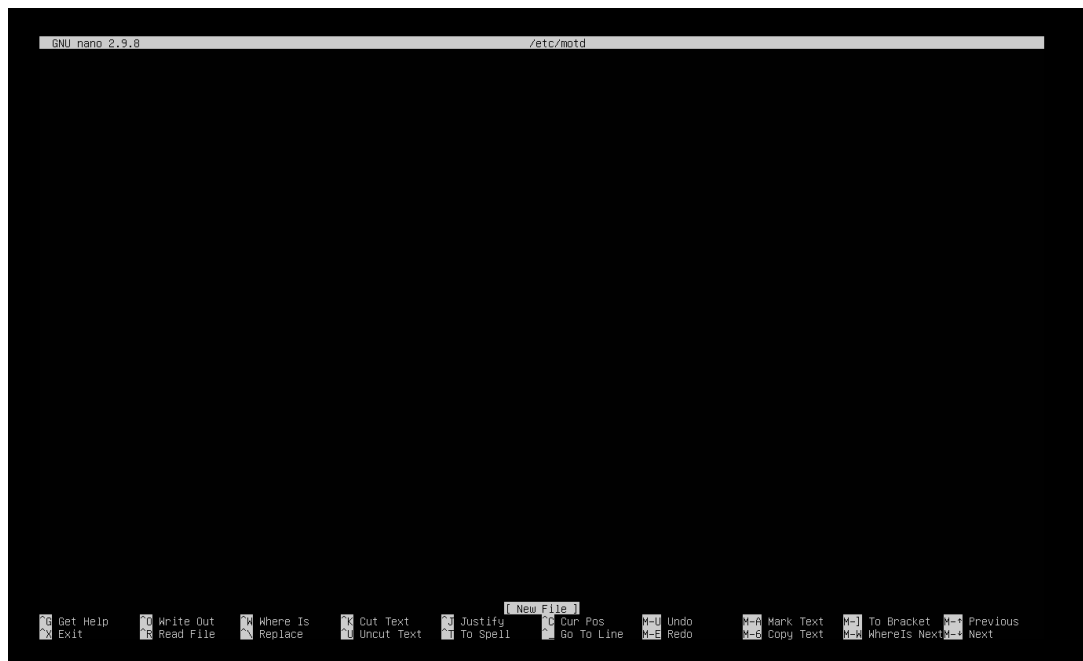 GNU nano 2.9.8 /etc/motd
[ New File ]
^G Get Help ^O Write Out ^W Where Is ^K Cut Text ^J Justify ^C Cur Pos M-U Undo M-A Mark Text M-] To Bracket M-↑ Previous
^X Exit ^R Read File ^\ Replace ^U Uncut Text ^T To Spell ^_ Go To Line M-E Redo M-6 Copy Text M-W WhereIs Next M-↓ Next